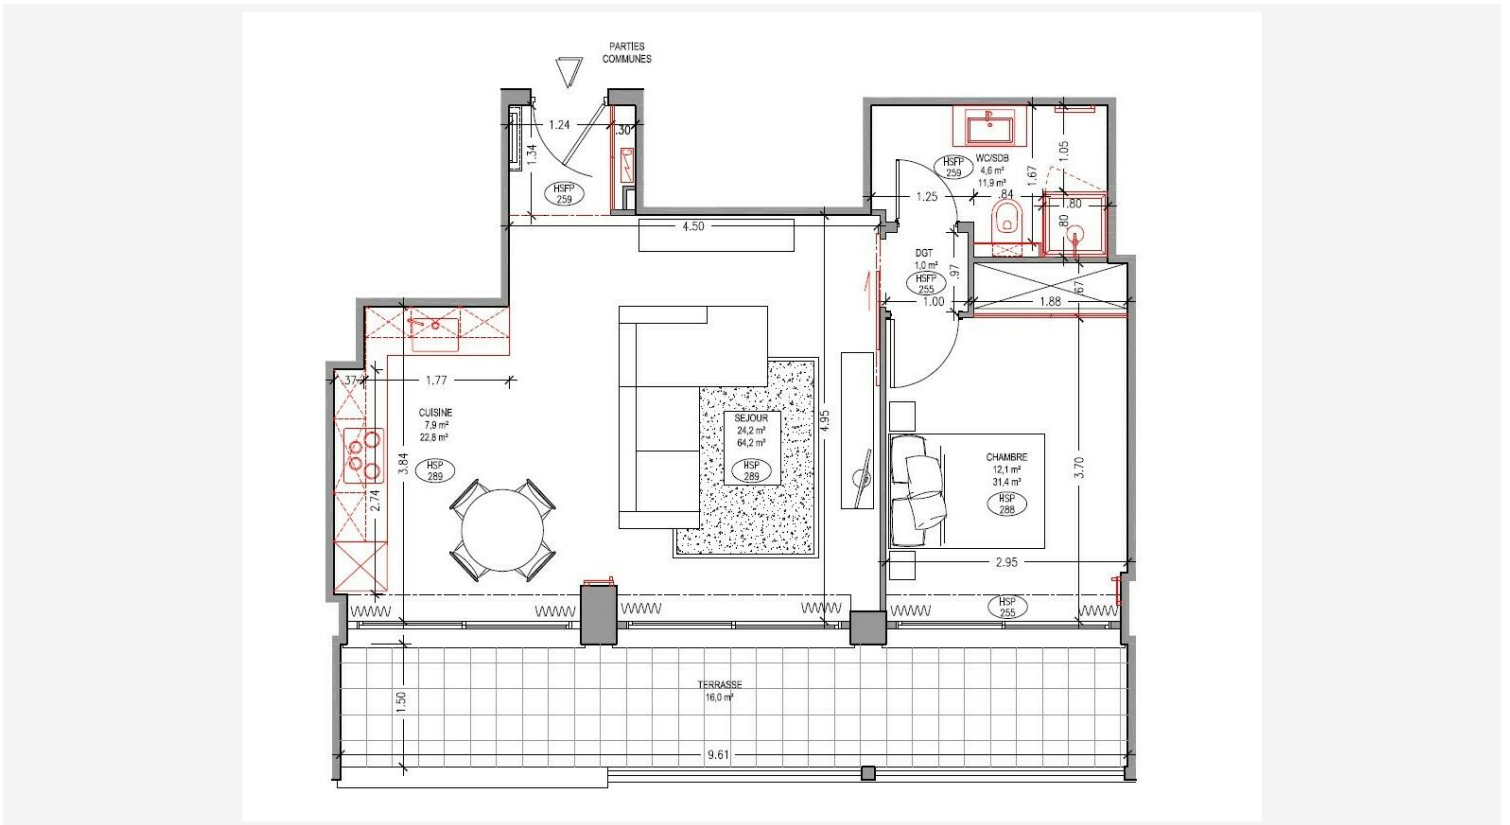 PARTIES
COMMUNES
1.24
.30
1.34
HSFP
259
4.50
HSFP
259
WC/SDB
4,6 m²
11,9 m³
1.67
1.05
1.25
.84
.80
.80
DGT
1,0 m²
HSFP
255
.97
1.00
1.88
.67
.37
1.77
CUISINE
7,9 m²
22,8 m³
HSP
289
3.84
2.74
SEJOUR
24,2 m²
64,2 m³
HSP
289
4.95
CHAMBRE
12,1 m²
31,4 m³
HSP
288
3.70
2.95
HSP
255
TERRASSE
16,0 m²
1.50
9.61